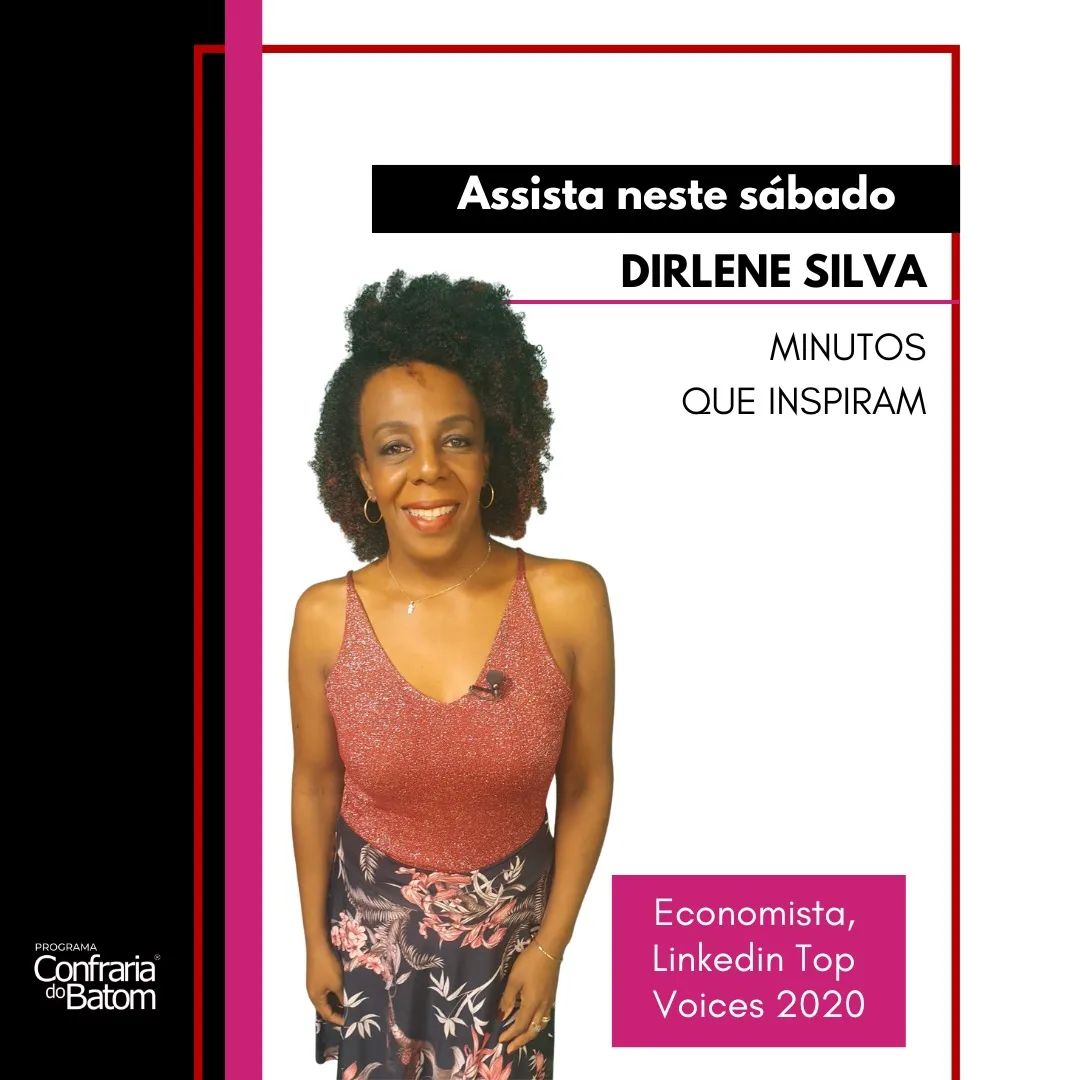 Assista neste sábado
DIRLENE SILVA
MINUTOS
QUE INSPIRAM
Economista,
Linkedin Top
Voices 2020
PROGRAMA
Confraria®
do Batom